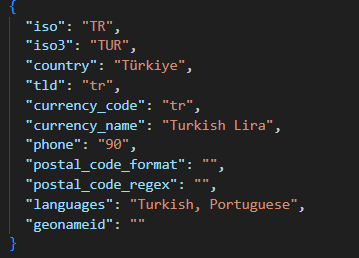 {
"iso": "TR",
"iso3": "TUR",
"country": "Türkiye",
"tld": "tr",
"currency_code": "tr",
"currency_name": "Turkish Lira",
"phone": "90",
"postal_code_format": "",
"postal_code_regex": "",
"languages": "Turkish, Portuguese",
"geonameid": ""
}